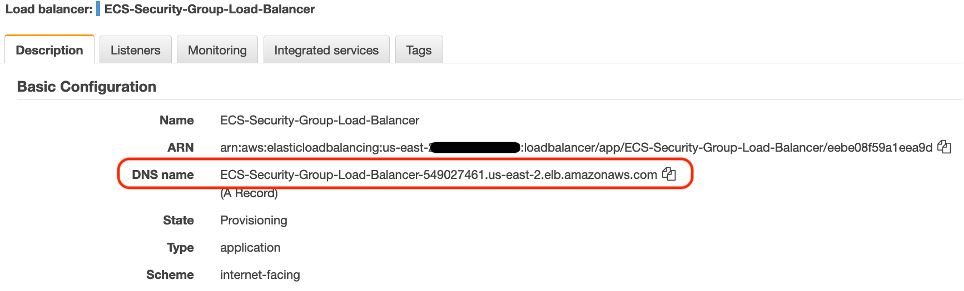 Load balancer: ECS-Security-Group-Load-Balancer
Description Listeners Monitoring Integrated services Tags
Basic Configuration
Name ECS-Security-Group-Load-Balancer
ARN arn:aws:elasticloadbalancing:us-east- :loadbalancer/app/ECS-Security-Group-Load-Balancer/eebe08f59a1eea9d
DNS name ECS-Security-Group-Load-Balancer-549027461.us-east-2.elb.amazonaws.com
(A Record)
State Provisioning
Type application
Scheme internet-facing